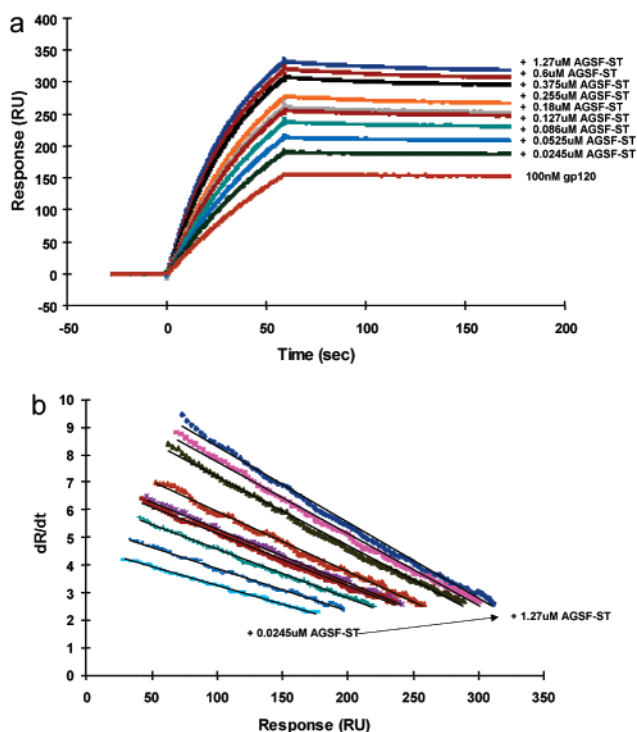 a
400
350
300
250
200
150
100
50
0
-50
Response (RU)
-50 0 50 100 150 200
Time (sec)
+ 1.27uM AGSF-ST
+ 0.6uM AGSF-ST
+ 0.375uM AGSF-ST
+ 0.255uM AGSF-ST
+ 0.18uM AGSF-ST
+ 0.127uM AGSF-ST
+ 0.086uM AGSF-ST
+ 0.0525uM AGSF-ST
+ 0.0245uM AGSF-ST
100nM gp120
b
10
9
8
7
6
5
4
3
2
1
0
dR/dt
+ 0.0245uM AGSF-ST
+ 1.27uM AGSF-ST
0 50 100 150 200 250 300 350
Response (RU)